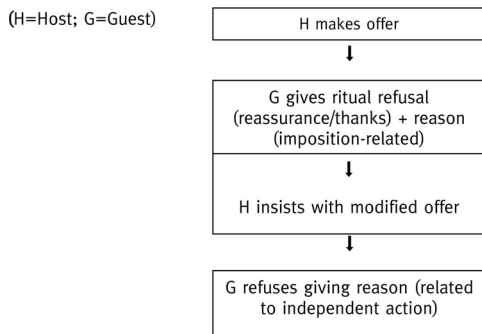 (H=Host; G=Guest)
H makes offer
G gives ritual refusal
(reassurance/thanks) + reason
(imposition-related)
H insists with modified offer
G refuses giving reason (related
to independent action)